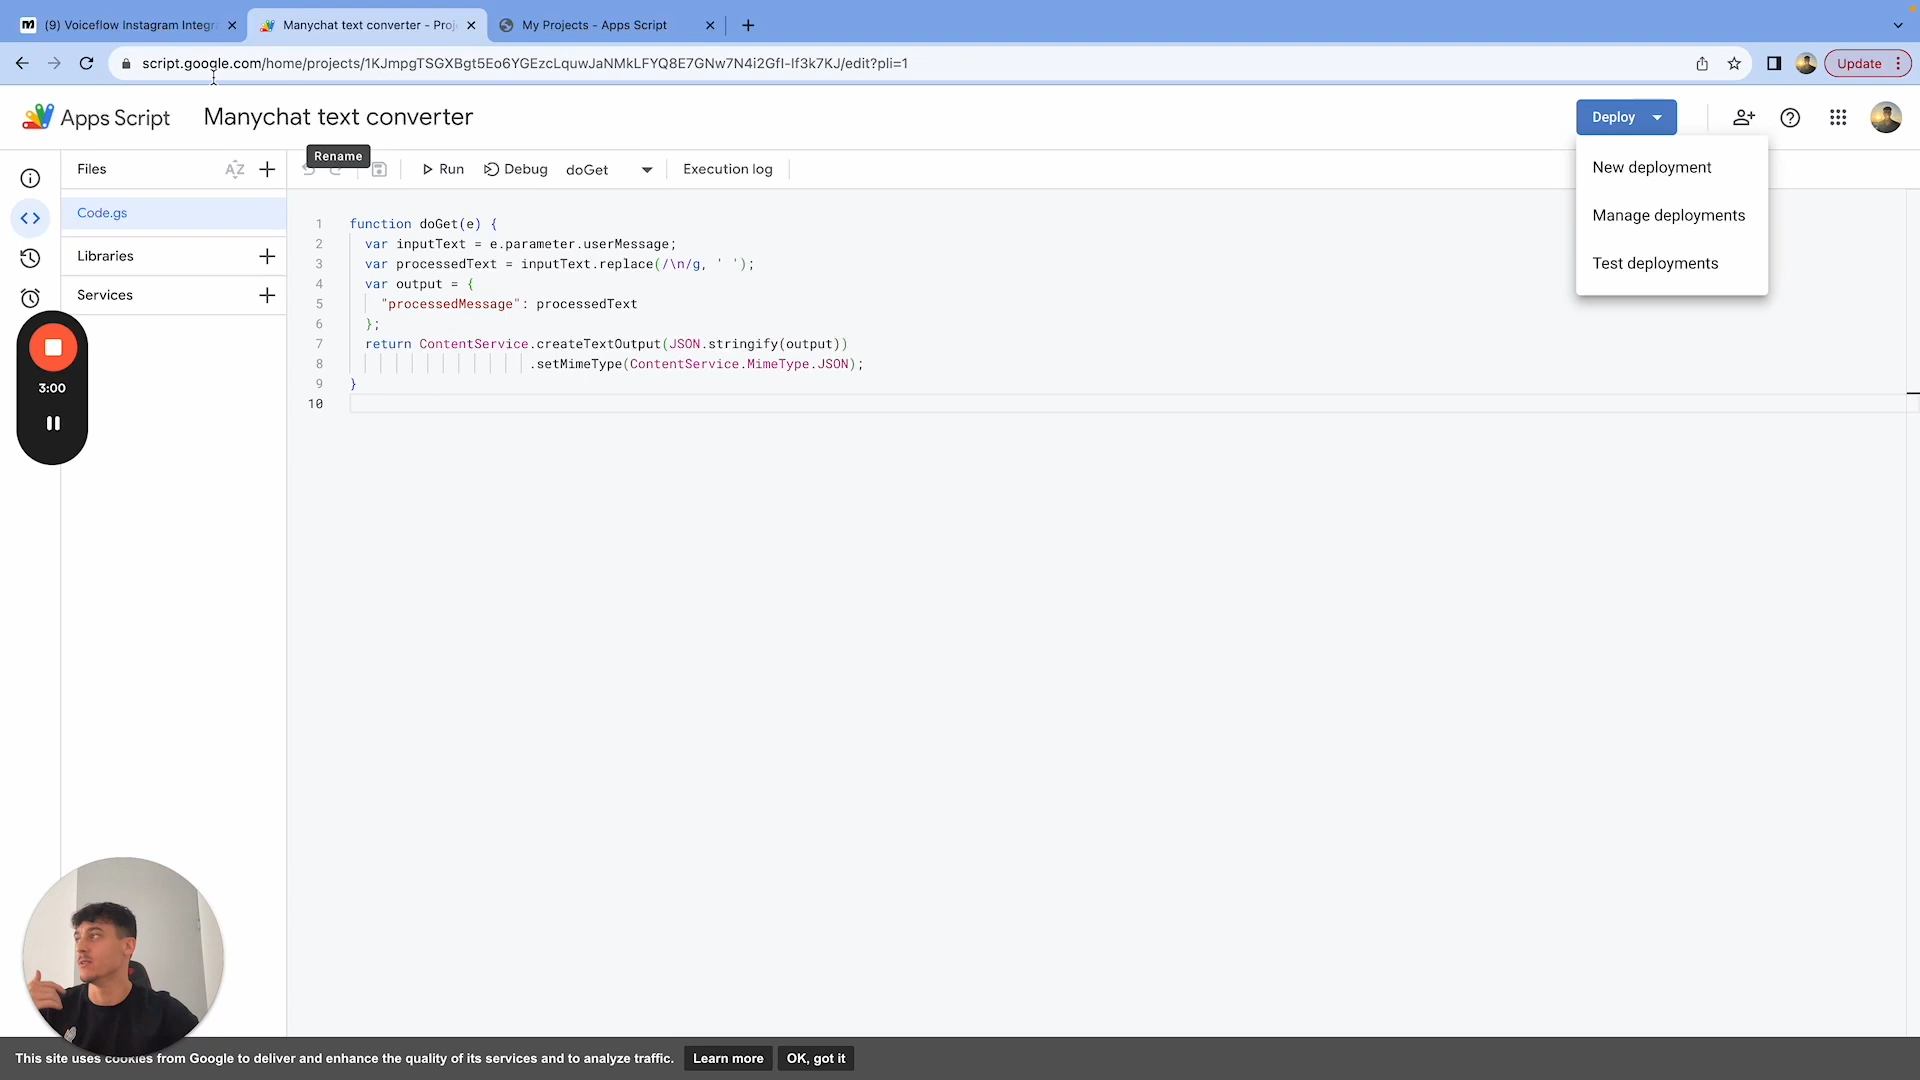 (9) Voiceflow Instagram Integra
Manychat text converter - Proje
My Projects - Apps Script
script.google.com/home/projects/1KJmpgTSGXBgt5Eo6YGEzcLquwJaNMkLFYQ8E7GNw7N4i2GfI-lf3k7KJ/edit?pli=1
Update
Apps Script
Manychat text converter
Deploy
Rename
New deployment
Manage deployments
Test deployments
Files
AZ
Run
Debug
doGet
Execution log
Code.gs
Libraries
Services
1 function doGet(e) {
2 var inputText = e.parameter.userMessage;
3 var processedText = inputText.replace(/\n/g, ' ');
4 var output = {
5 "processedMessage": processedText
6 };
7 return ContentService.createTextOutput(JSON.stringify(output))
8 .setMimeType(ContentService.MimeType.JSON);
9 }
10
3:00
This site uses cookies from Google to deliver and enhance the quality of its services and to analyze traffic.
Learn more
OK, got it